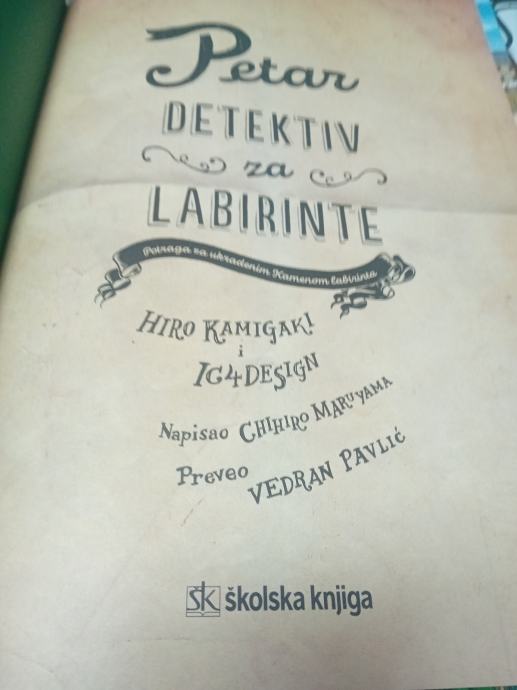 Petar
DETEKTIV
za
LABIRINTE
Potraga za ukradenim Kamenom labirinta
HIRO KAMIGAKI
i
IC4DESIGN
Napisao CHIHIRO MARUYAMA
Preveo VEDRAN PAVLIĆ
šk školska knjiga